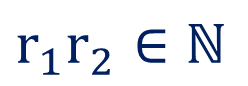 r₁r₂ ∈ ℕ